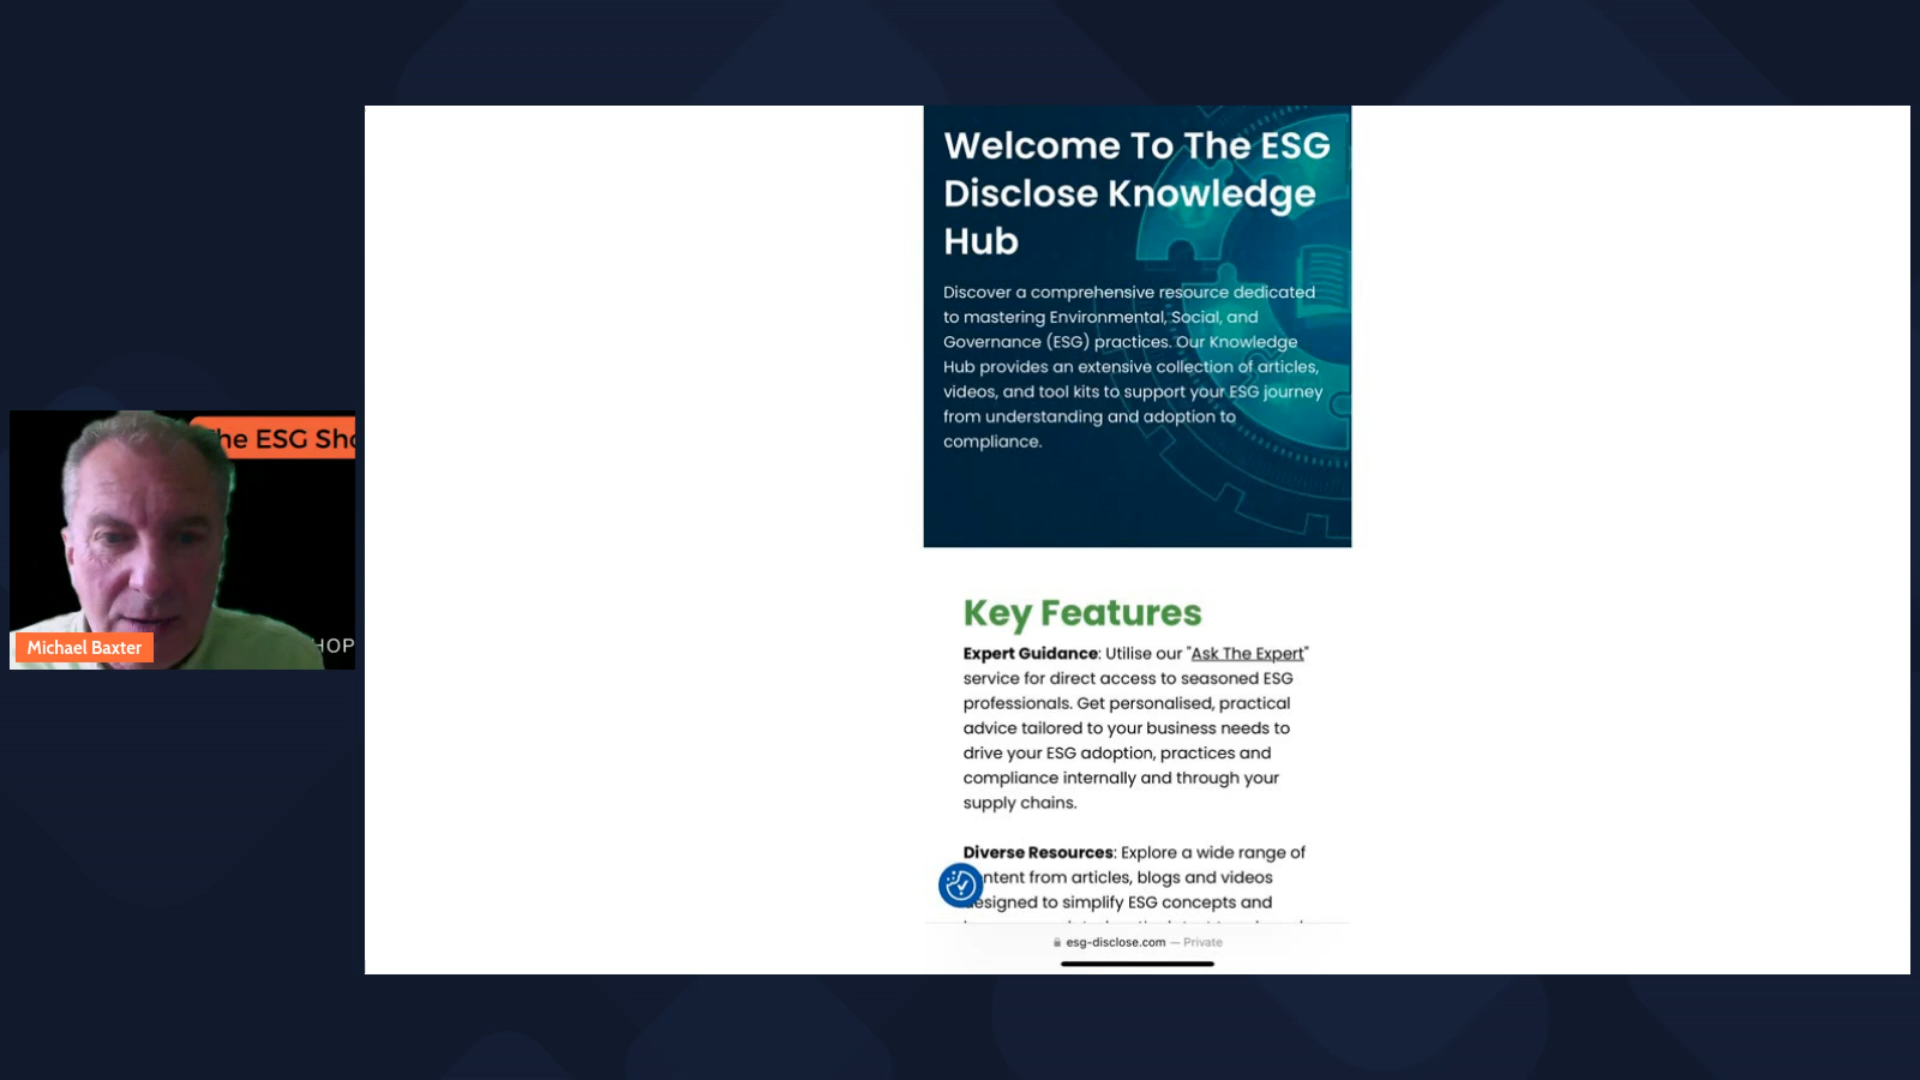 he ESG Sho
HOP
Michael Baxter
Welcome To The ESG
Disclose Knowledge
Hub
Discover a comprehensive resource dedicated
to mastering Environmental, Social, and
Governance (ESG) practices. Our Knowledge
Hub provides an extensive collection of articles,
videos, and tool kits to support your ESG journey
from understanding and adoption to
compliance.
Key Features
Expert Guidance: Utilise our "Ask The Expert"
service for direct access to seasoned ESG
professionals. Get personalised, practical
advice tailored to your business needs to
drive your ESG adoption, practices and
compliance internally and through your
supply chains.
Diverse Resources: Explore a wide range of
ntent from articles, blogs and videos
esigned to simplify ESG concepts and
esg-disclose.com — Private